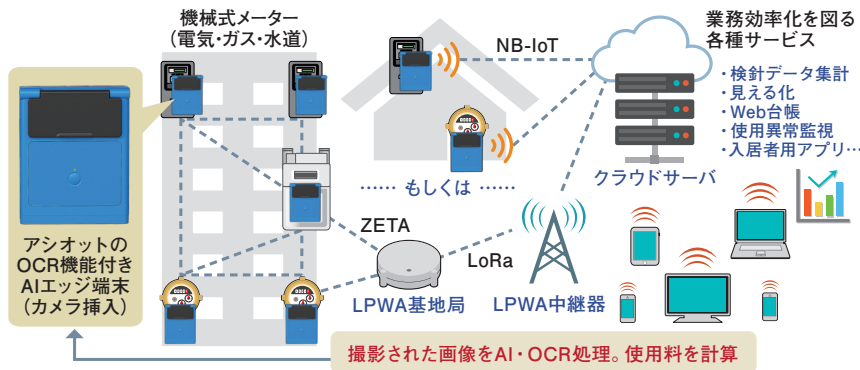 機械式メーター
（電気・ガス・水道）
アシオットの
OCR機能付き
AIエッジ端末
（カメラ挿入）
NB-IoT
…… もしくは ……
ZETA
LoRa
LPWA基地局
LPWA中継器
クラウドサーバ
業務効率化を図る
各種サービス
・検針データ集計
・見える化
・Web台帳
・使用異常監視
・入居者用アプリ…
撮影された画像をAI・OCR処理。使用料を計算